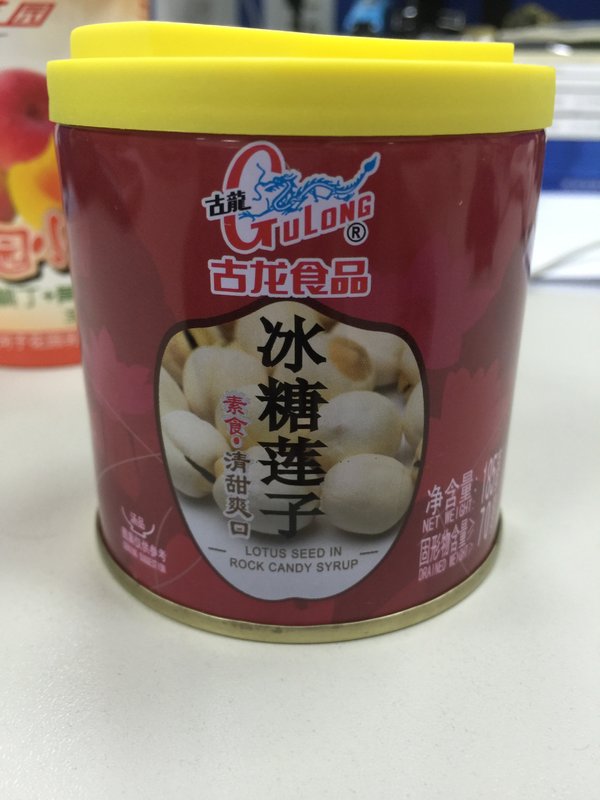 古龍
GULONG®
古龙食品
冰糖莲子
素食·清甜爽口
LOTUS SEED IN
ROCK CANDY SYRUP
净含量:
NET WEIGHT:
固形物含量≥
DRAINED WEIGHT
园